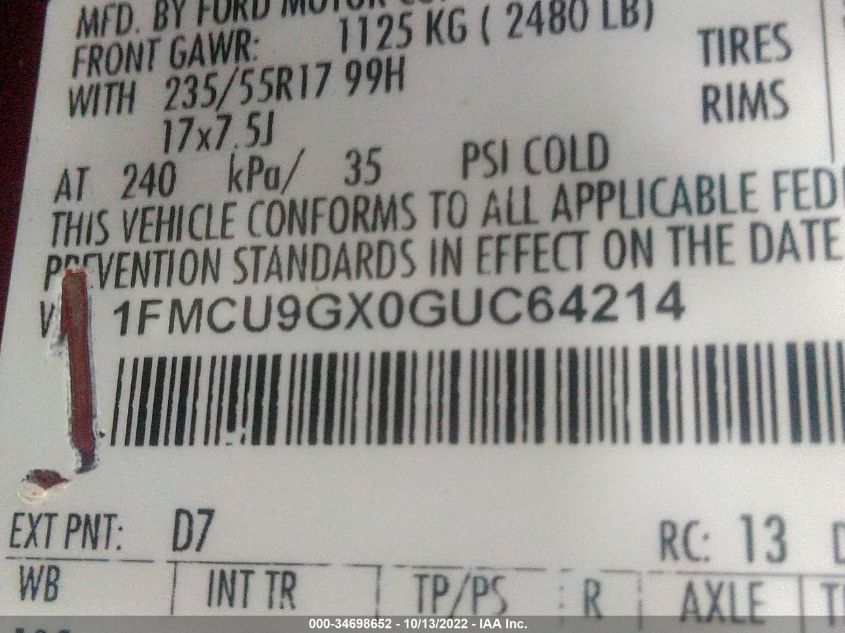 MFD. BY FORD MOTOR CO
FRONT GAWR: 1125 KG ( 2480 LB)
WITH 235/55R17 99H TIRES
17x7.5J RIMS
AT 240 kPa/ 35 PSI COLD
THIS VEHICLE CONFORMS TO ALL APPLICABLE FED
PREVENTION STANDARDS IN EFFECT ON THE DATE
1FMCU9GX0GUC64214
EXT PNT: D7 RC: 13
WB INT TR TP/PS R AXLE
000-34698652 - 10/13/2022 - IAA Inc.